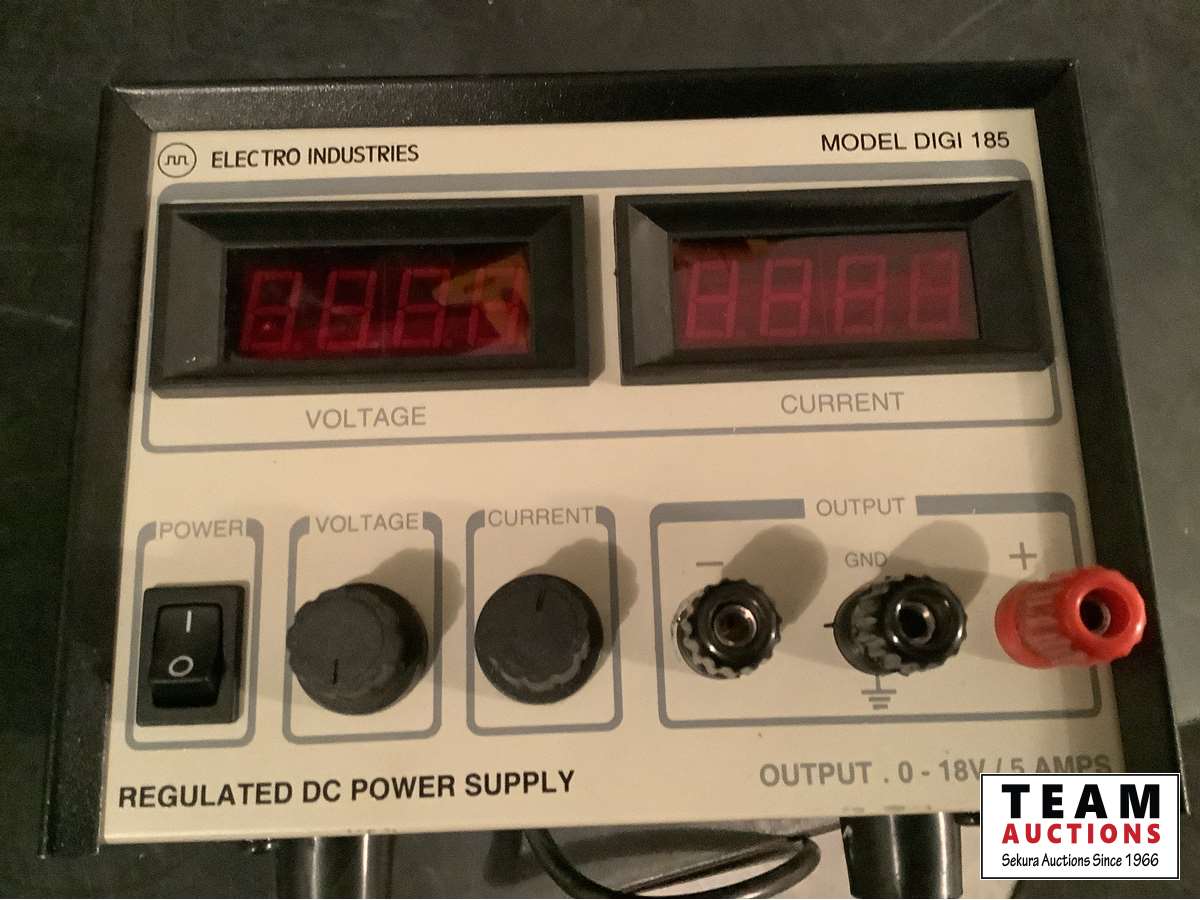 ELECTRO INDUSTRIES
MODEL DIGI 185
VOLTAGE
CURRENT
POWER
VOLTAGE
CURRENT
OUTPUT
−
GND
+
I
O
REGULATED DC POWER SUPPLY
OUTPUT . 0 - 18V / 5 AMPS
TEAM
AUCTIONS
Sekura Auctions Since 1966